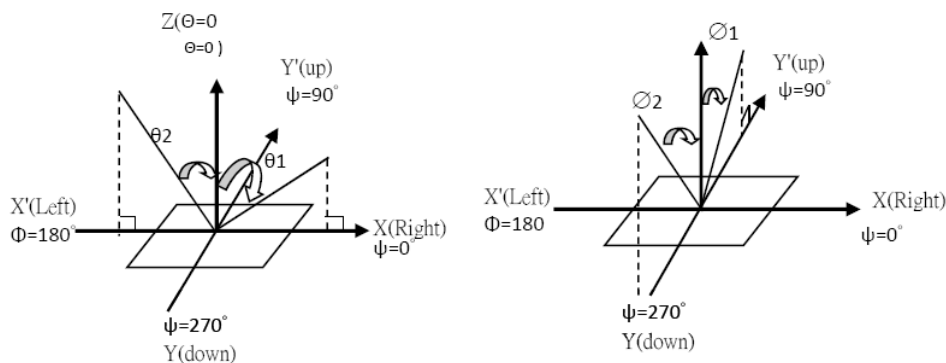 Z(Θ=0
Θ=0 )
Y'(up)
ψ=90°
θ2
θ1
X'(Left)
Φ=180°
X(Right)
ψ=0°
ψ=270°
Y(down)
∅1
Y'(up)
ψ=90°
∅2
X'(Left)
Φ=180
X(Right)
ψ=0°
ψ=270°
Y(down)